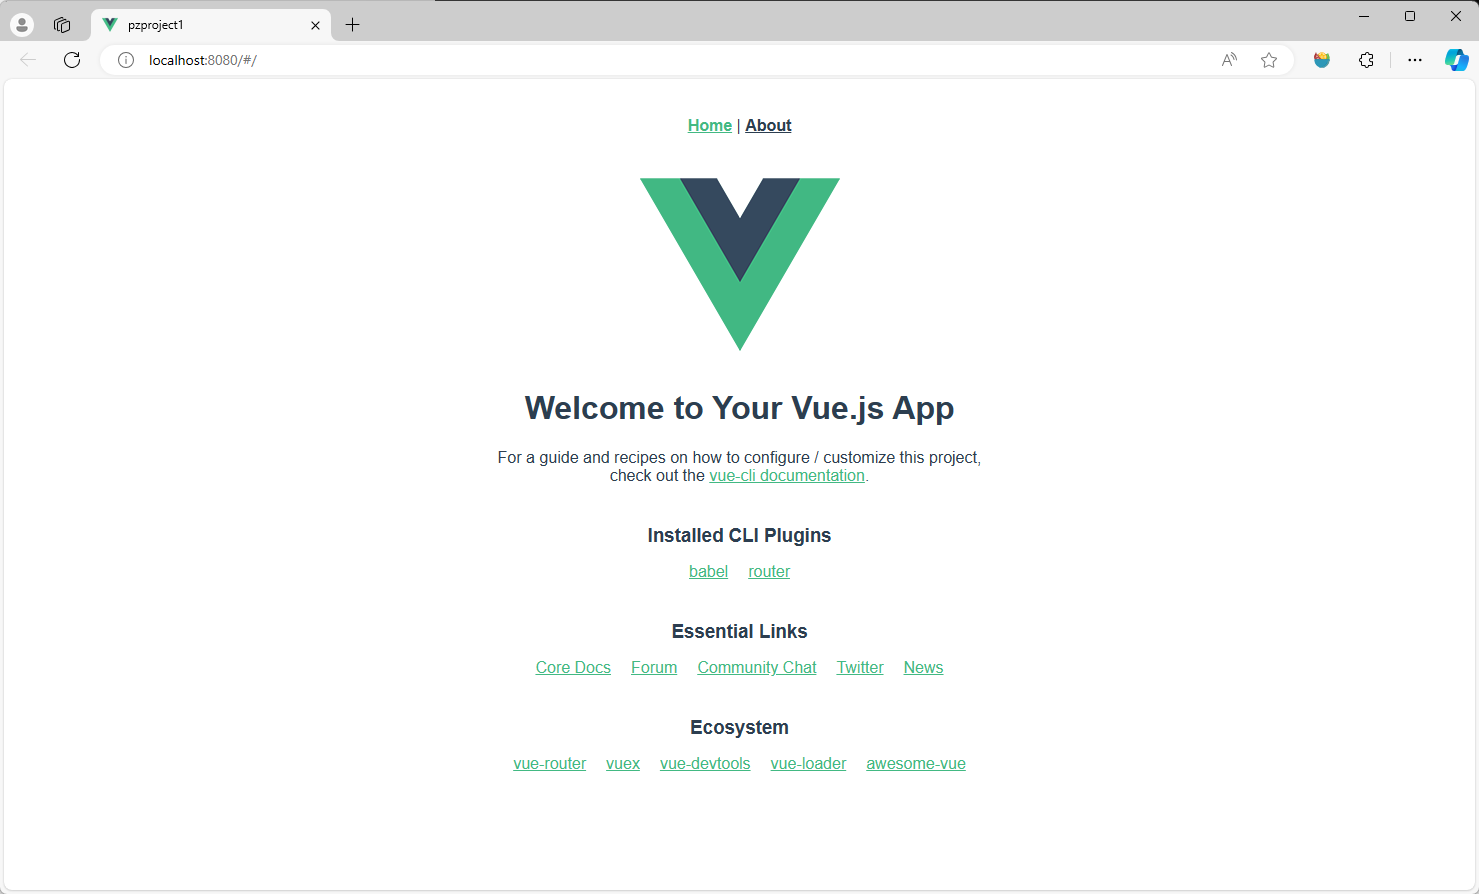 pzproject1
localhost:8080/#/
Home | About
Welcome to Your Vue.js App
For a guide and recipes on how to configure / customize this project,
check out the vue-cli documentation.
Installed CLI Plugins
babel router
Essential Links
Core Docs Forum Community Chat Twitter News
Ecosystem
vue-router vuex vue-devtools vue-loader awesome-vue